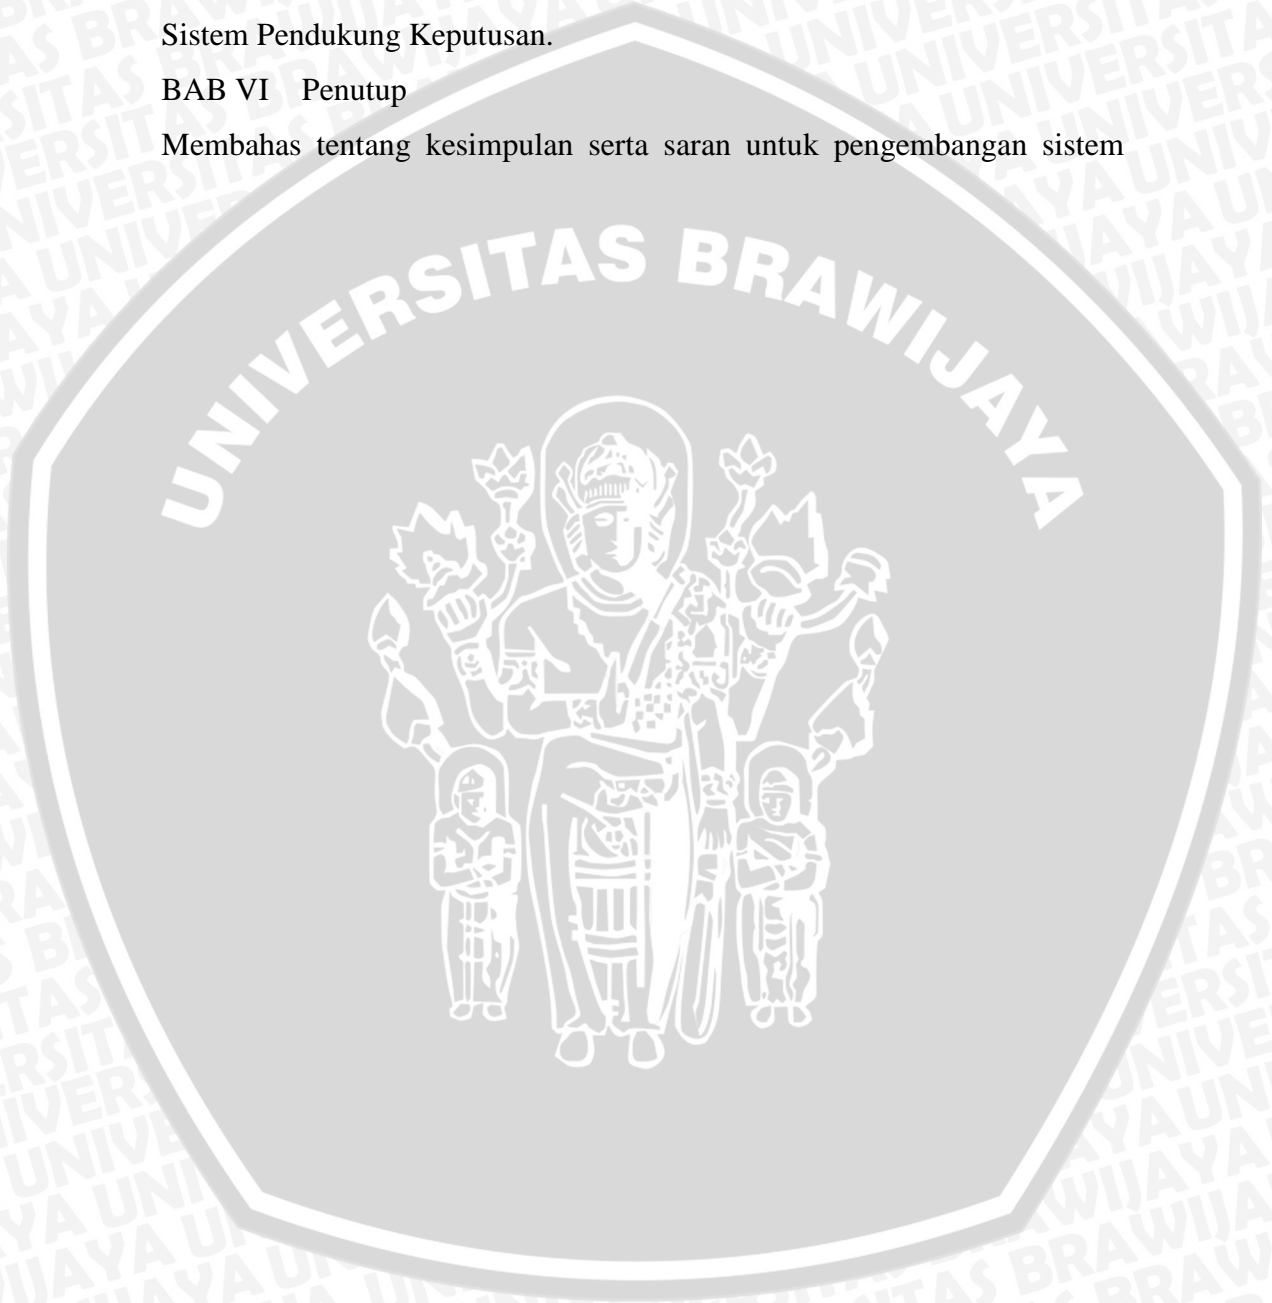 Sistem Pendukung Keputusan.
BAB VI Penutup
Membahas tentang kesimpulan serta saran untuk pengembangan sistem
UNIVERSITAS BRAWIJAYA